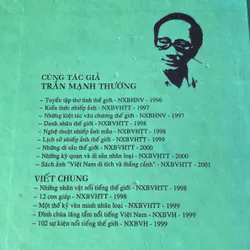 CÙNG TÁC GIẢ
TRẦN MẠNH THƯỜNG
- Tuyển tập thơ tình thế giới - NXBHNV - 1996
- Kiến thức nhiếp ảnh - NXBVHTT - 1997
- Những kiệt tác văn chương thế giới - NXBHNV - 1997
- Danh nhân thế giới - NXBVHTT - 1998
- Nghệ thuật nhiếp ảnh mẫu - NXBVHTT - 1998
- Lịch sử nhiếp ảnh thế giới - NXBVHTT - 1999
- Những di sản thế giới - NXBVHTT - 2000
- Những kỳ quan và di sản nhân loại - NXBVHTT - 2000
- Sách ảnh "Việt Nam di tích và thắng cảnh" - NXBVHTT - 2001
VIẾT CHUNG
- Những nhân vật nổi tiếng thế giới - NXBVHTT - 1998
- 12 con giáp - NXBVHTT - 1998
- Một thế kỷ văn minh nhân loại - NXBVHTT - 1999
- Đình chùa lăng tẩm nổi tiếng Việt Nam - NXBVH - 1999
- 102 sự kiện nổi tiếng thế giới - NXBVH - 1999